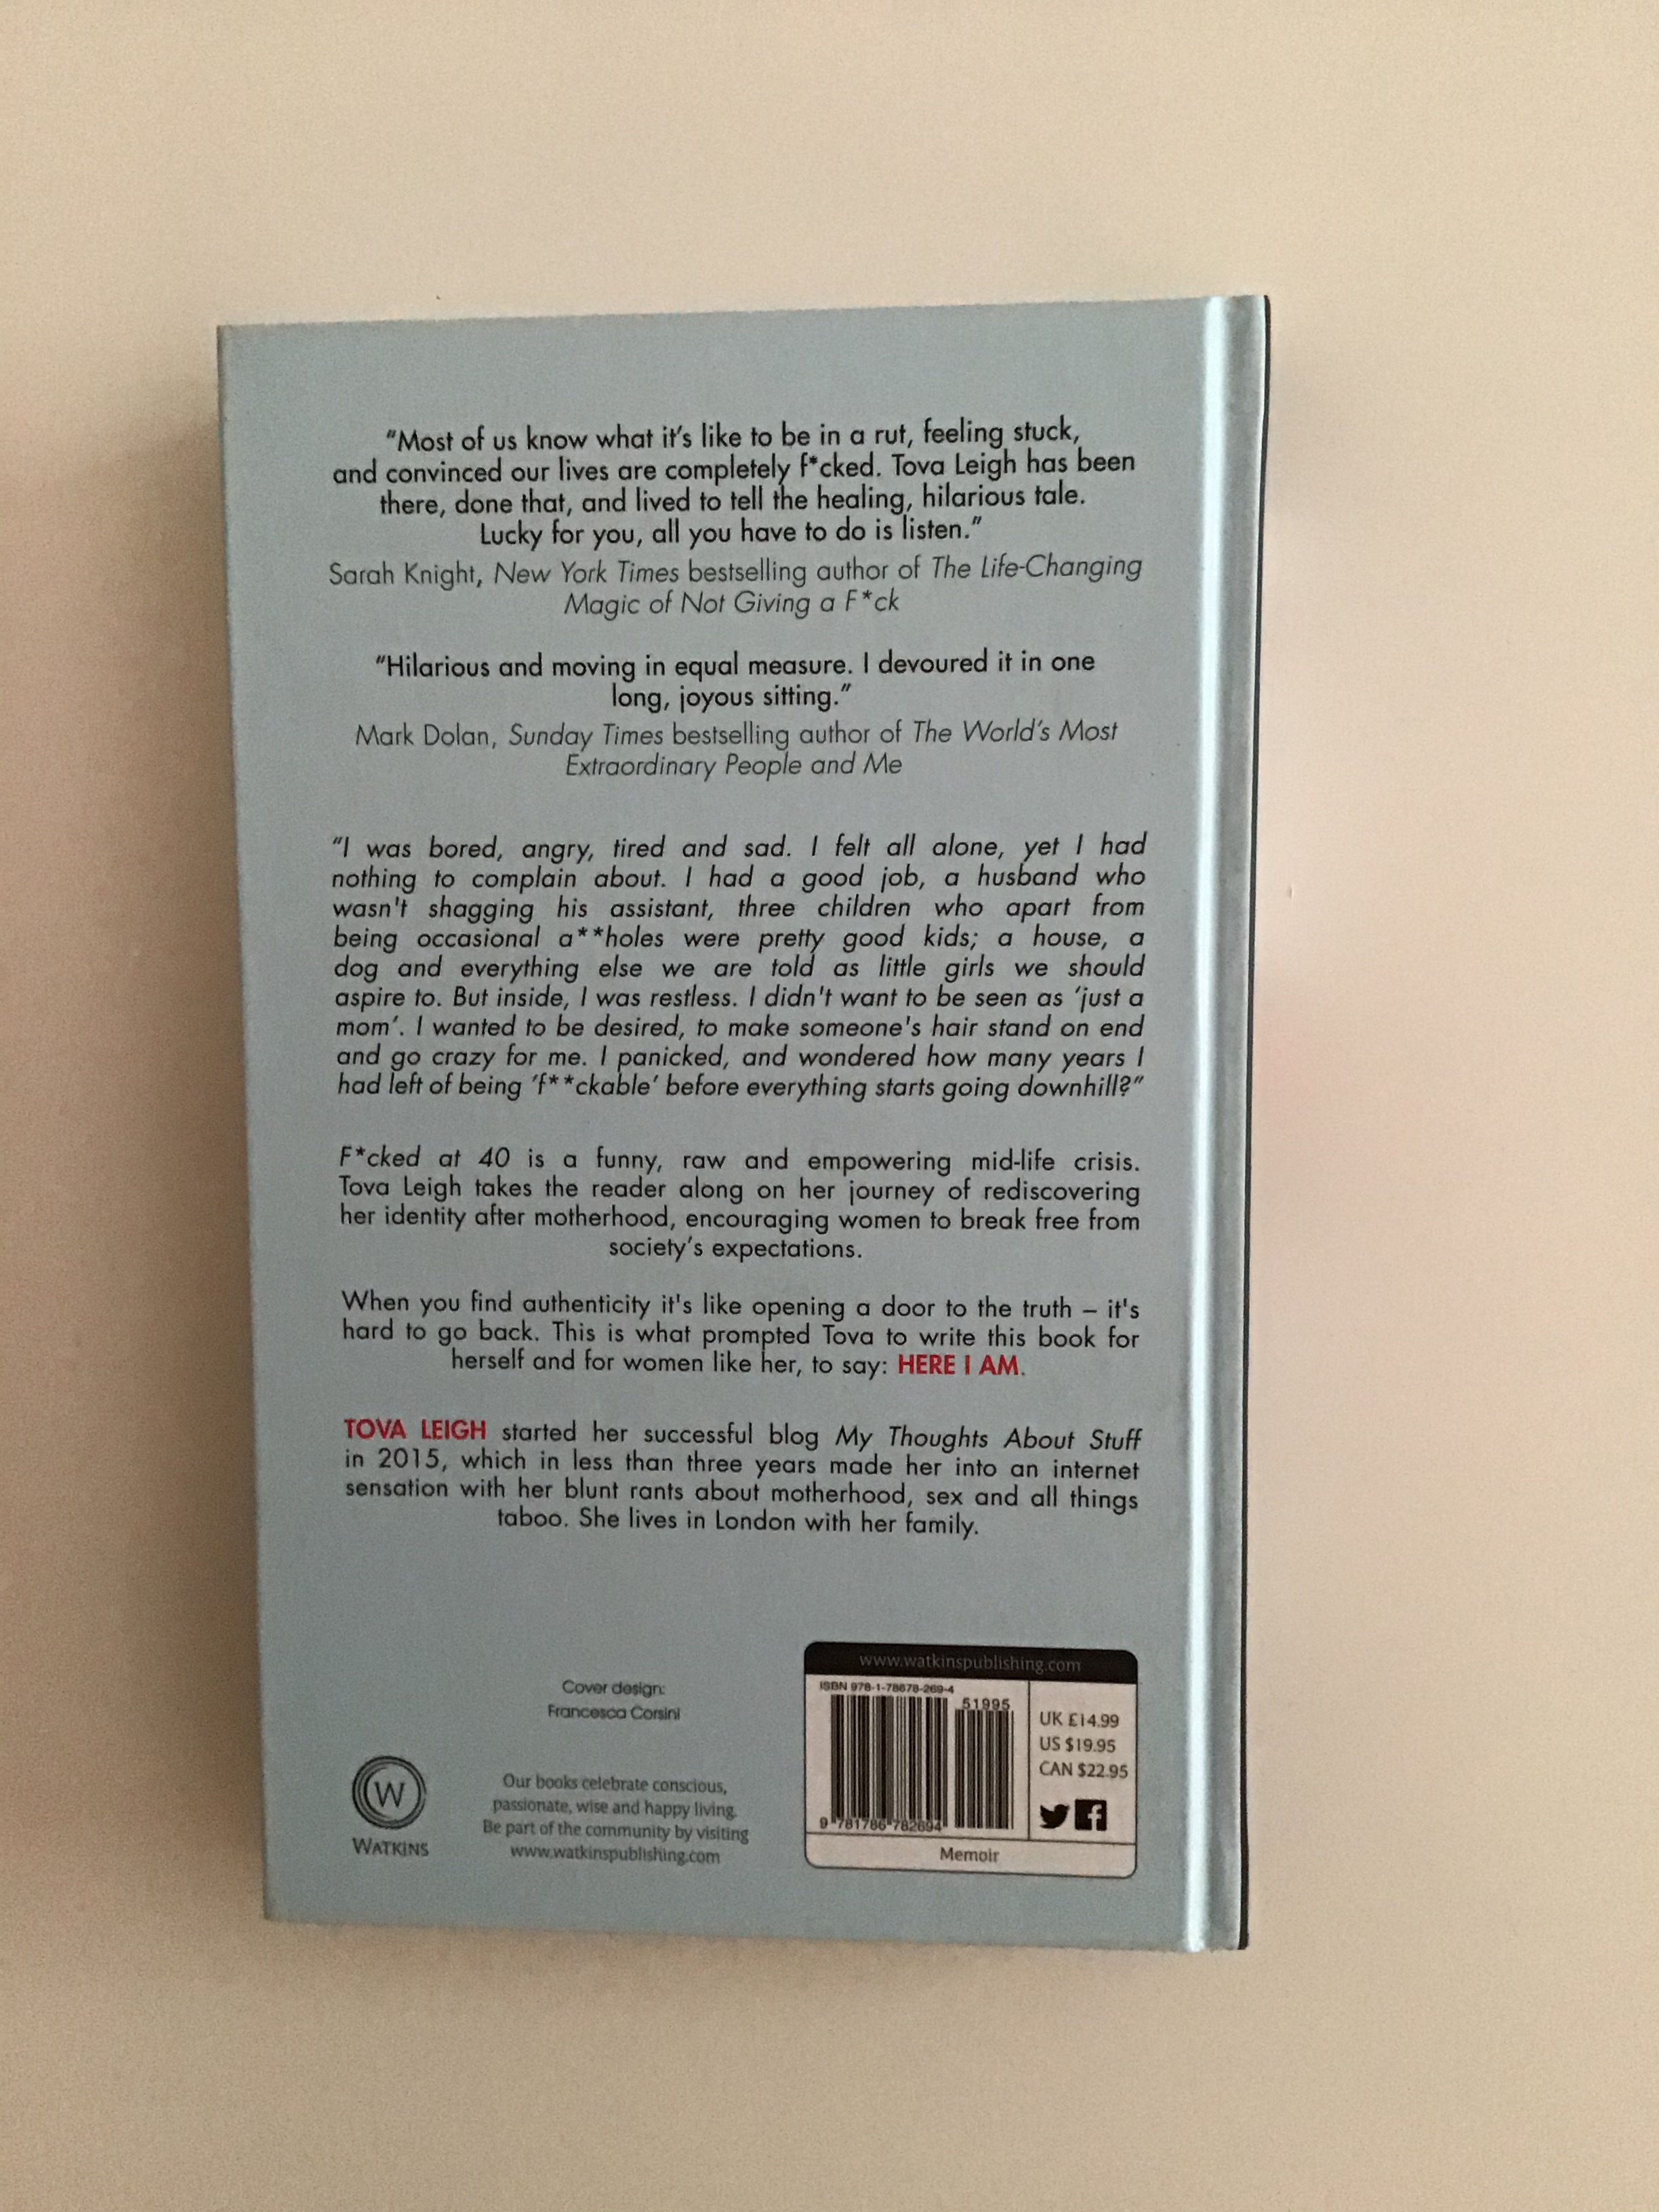 “Most of us know what it’s like to be in a rut, feeling stuck,
and convinced our lives are completely f*cked. Tova Leigh has been
there, done that, and lived to tell the healing, hilarious tale.
Lucky for you, all you have to do is listen.”
Sarah Knight, New York Times bestselling author of The Life-Changing
Magic of Not Giving a F*ck
“Hilarious and moving in equal measure. I devoured it in one
long, joyous sitting.”
Mark Dolan, Sunday Times bestselling author of The World’s Most
Extraordinary People and Me
“I was bored, angry, tired and sad. I felt all alone, yet I had
nothing to complain about. I had a good job, a husband who
wasn't shagging his assistant, three children who apart from
being occasional a**holes were pretty good kids; a house, a
dog and everything else we are told as little girls we should
aspire to. But inside, I was restless. I didn't want to be seen as ‘just a
mom’. I wanted to be desired, to make someone's hair stand on end
and go crazy for me. I panicked, and wondered how many years I
had left of being ‘f**ckable’ before everything starts going downhill?”
F*cked at 40 is a funny, raw and empowering mid-life crisis.
Tova Leigh takes the reader along on her journey of rediscovering
her identity after motherhood, encouraging women to break free from
society’s expectations.
When you find authenticity it's like opening a door to the truth – it's
hard to go back. This is what prompted Tova to write this book for
herself and for women like her, to say: HERE I AM.
TOVA LEIGH started her successful blog My Thoughts About Stuff
in 2015, which in less than three years made her into an internet
sensation with her blunt rants about motherhood, sex and all things
taboo. She lives in London with her family.
Cover design:
Francesca Corsini
W
WATKINS
Our books celebrate conscious,
passionate, wise and happy living.
Be part of the community by visiting
www.watkinspublishing.com
www.watkinspublishing.com
ISBN 978-1-78678-269-4
51995
9 781786 782694
UK £14.99
US $19.95
CAN $22.95
Memoir